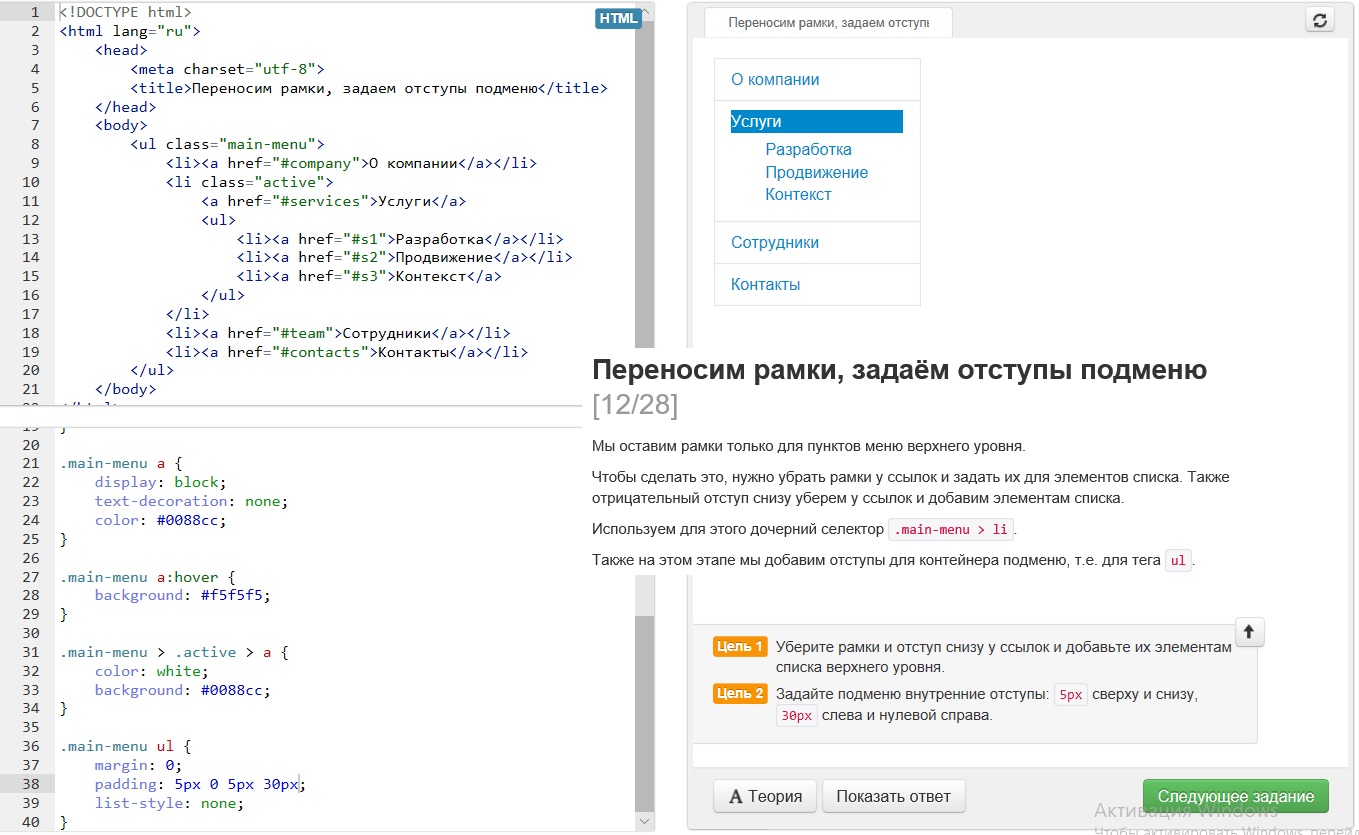 1 <!DOCTYPE html>
2 <html lang="ru">
3     <head>
4         <meta charset="utf-8">
5         <title>Переносим рамки, задаем отступы подменю</title>
6     </head>
7     <body>
8         <ul class="main-menu">
9             <li><a href="#company">О компании</a></li>
10             <li class="active">
11                 <a href="#services">Услуги</a>
12                 <ul>
13                     <li><a href="#s1">Разработка</a></li>
14                     <li><a href="#s2">Продвижение</a></li>
15                     <li><a href="#s3">Контекст</a>
16                 </ul>
17             </li>
18             <li><a href="#team">Сотрудники</a></li>
19             <li><a href="#contacts">Контакты</a></li>
20         </ul>
21     </body>
HTML
19 }
20
21 .main-menu a {
22     display: block;
23     text-decoration: none;
24     color: #0088cc;
25 }
26
27 .main-menu a:hover {
28     background: #f5f5f5;
29 }
30
31 .main-menu > .active > a {
32     color: white;
33     background: #0088cc;
34 }
35
36 .main-menu ul {
37     margin: 0;
38     padding: 5px 0 5px 30px;
39     list-style: none;
40 }
Переносим рамки, задаем отступы
О компании
Услуги
Разработка
Продвижение
Контекст
Сотрудники
Контакты
Переносим рамки, задаём отступы подменю
[12/28]
Мы оставим рамки только для пунктов меню верхнего уровня.
Чтобы сделать это, нужно убрать рамки у ссылок и задать их для элементов списка. Также
отрицательный отступ снизу уберем у ссылок и добавим элементам списка.
Используем для этого дочерний селектор .main-menu > li.
Также на этом этапе мы добавим отступы для контейнера подменю, т.е. для тега ul.
Цель 1 Уберите рамки и отступ снизу у ссылок и добавьте их элементам
списка верхнего уровня.
Цель 2 Задайте подменю внутренние отступы: 5px сверху и снизу,
30px слева и нулевой справа.
A Теория
Показать ответ
Следующее задание
Активация Windows
Чтобы активировать Windows,